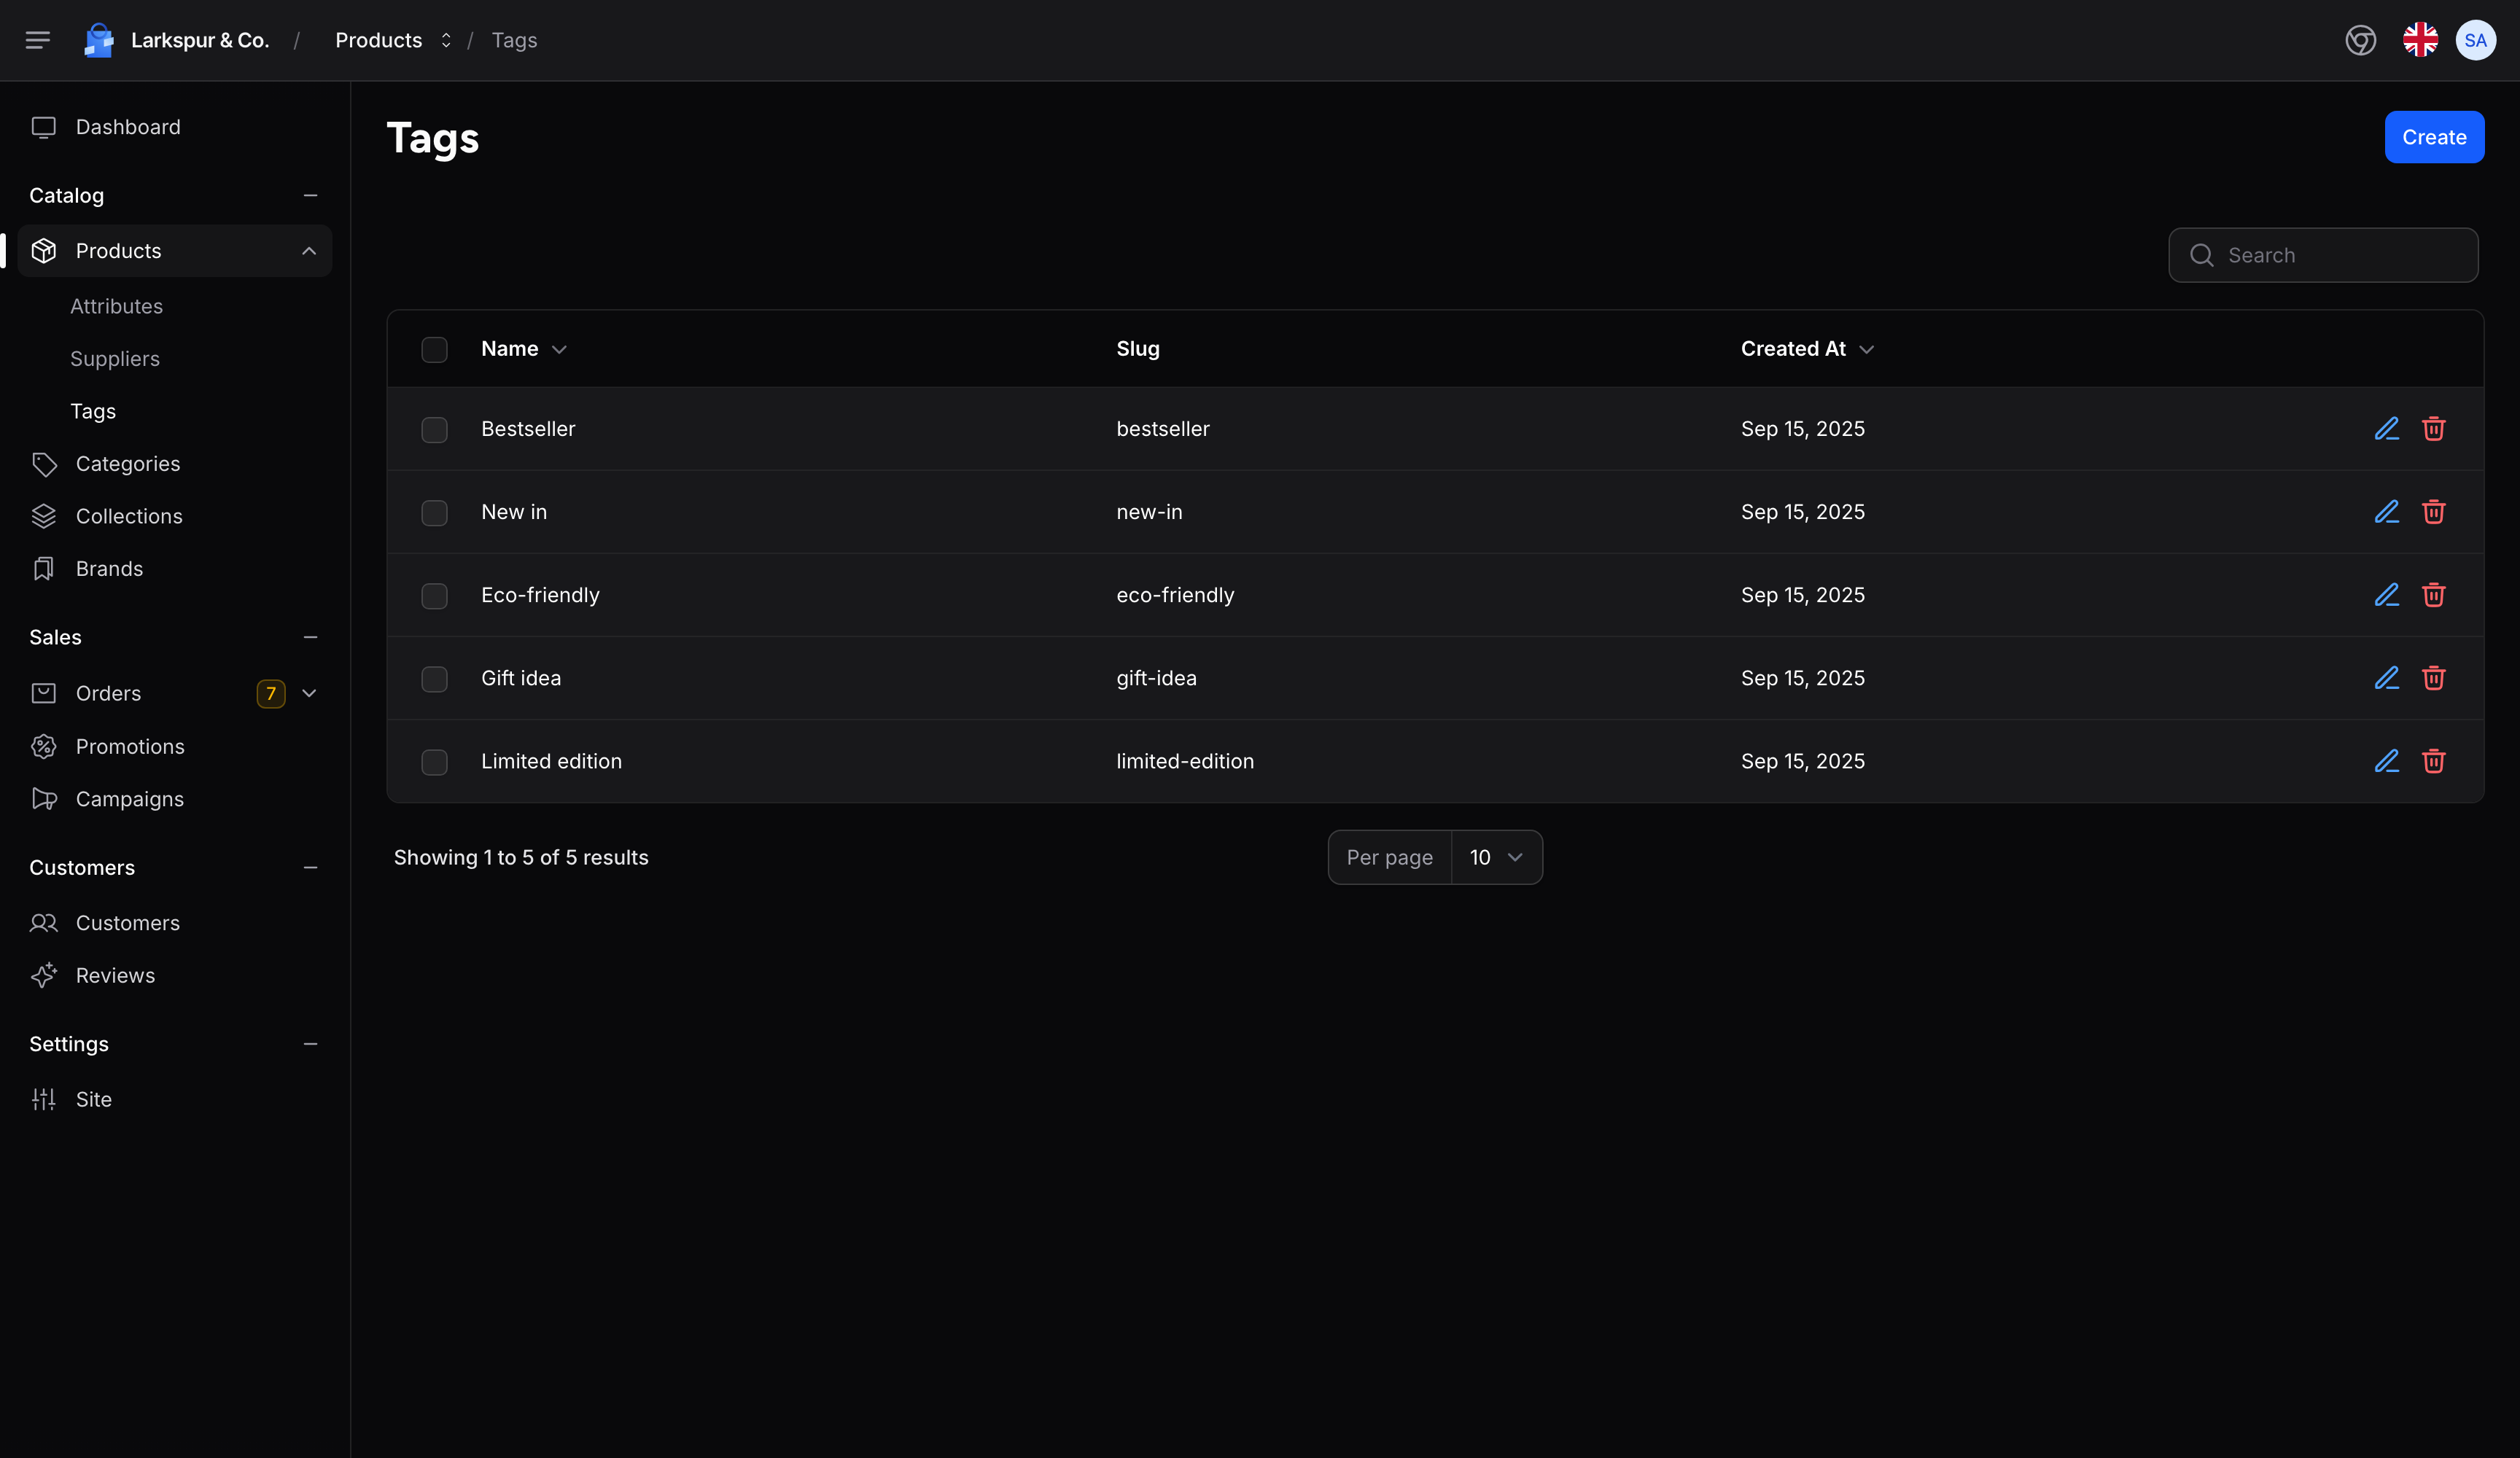 Larkspur & Co. / Products / Tags
SA
Dashboard
Catalog
Products
Attributes
Suppliers
Tags
Categories
Collections
Brands
Sales
Orders 7
Promotions
Campaigns
Customers
Customers
Reviews
Settings
Site
Tags
Create
Search
Name Slug Created At
Bestseller bestseller Sep 15, 2025
New in new-in Sep 15, 2025
Eco-friendly eco-friendly Sep 15, 2025
Gift idea gift-idea Sep 15, 2025
Limited edition limited-edition Sep 15, 2025
Showing 1 to 5 of 5 results
Per page 10